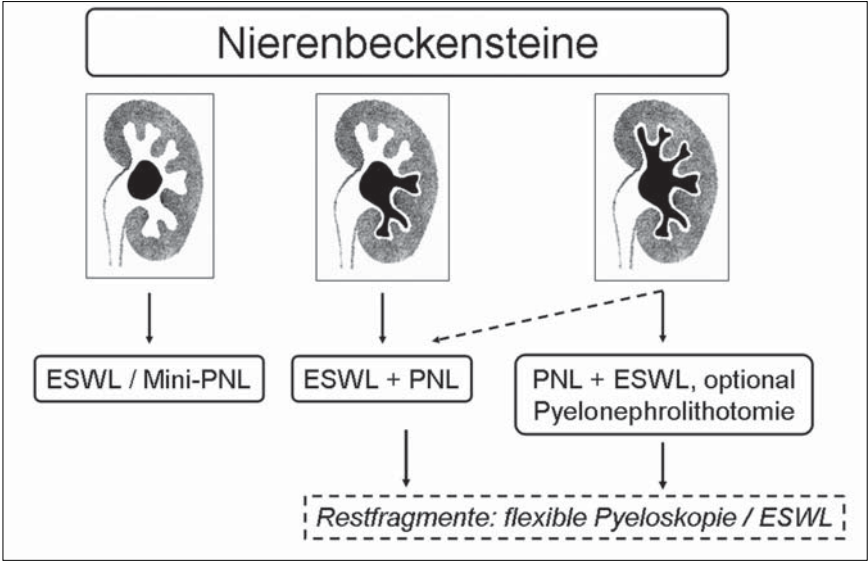 Nierenbeckensteine
ESWL / Mini-PNL
ESWL + PNL
PNL + ESWL, optional
Pyelonephrolithotomie
Restfragmente: flexible Pyeloskopie / ESWL